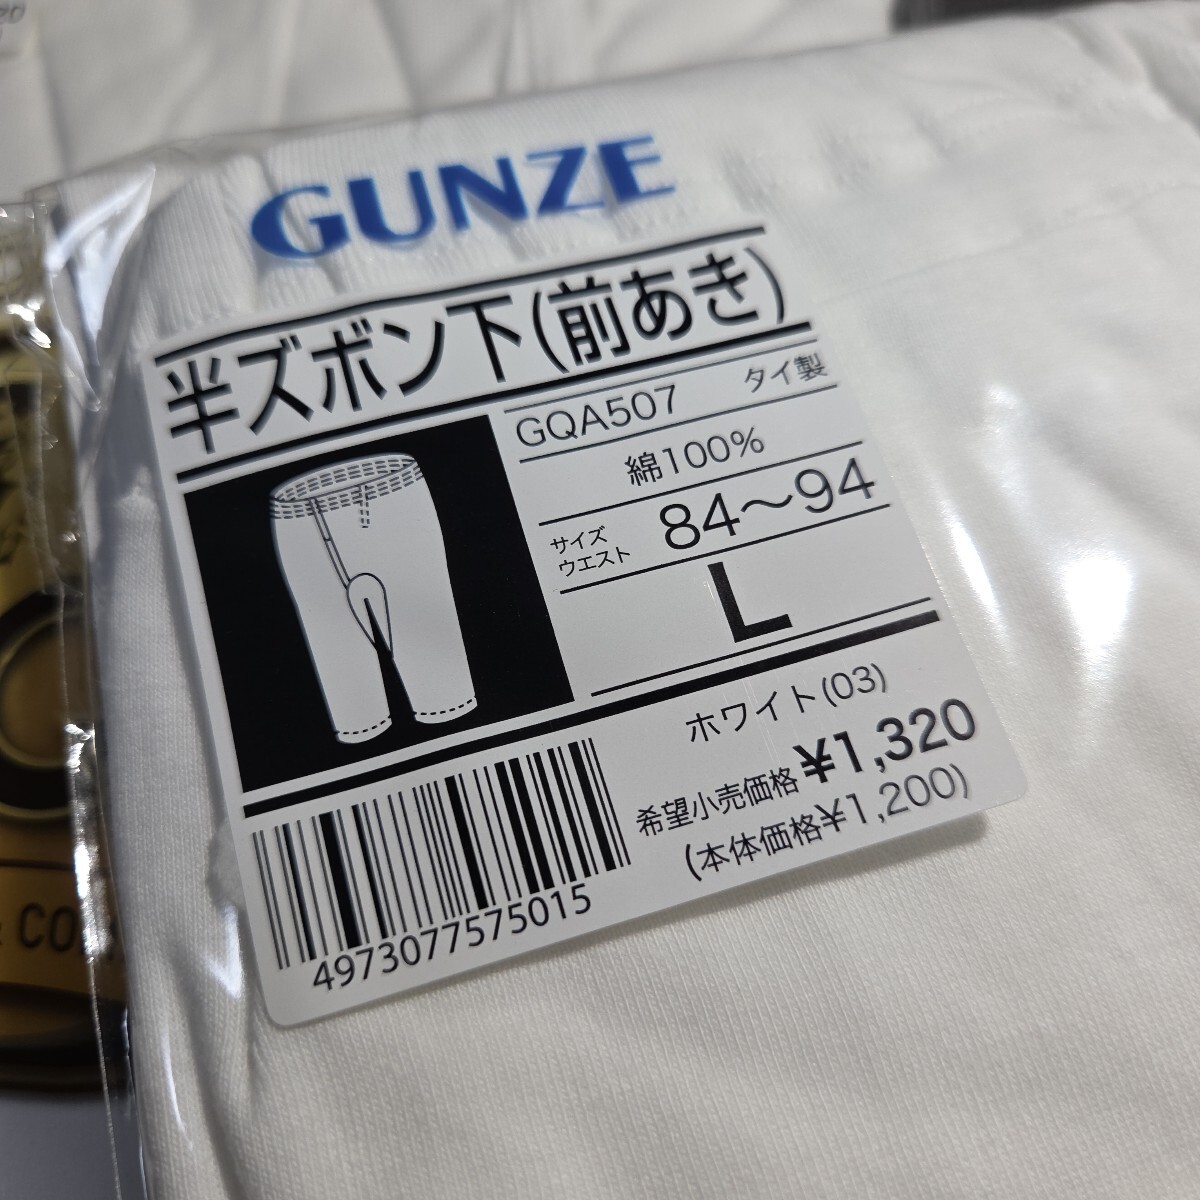 GUNZE
半ズボン下(前あき)
GQA507 タイ製
綿100%
サイズ
ウエスト 84～94
L
ホワイト(03)
希望小売価格 ¥1,320
(本体価格¥1,200)
4973077575015